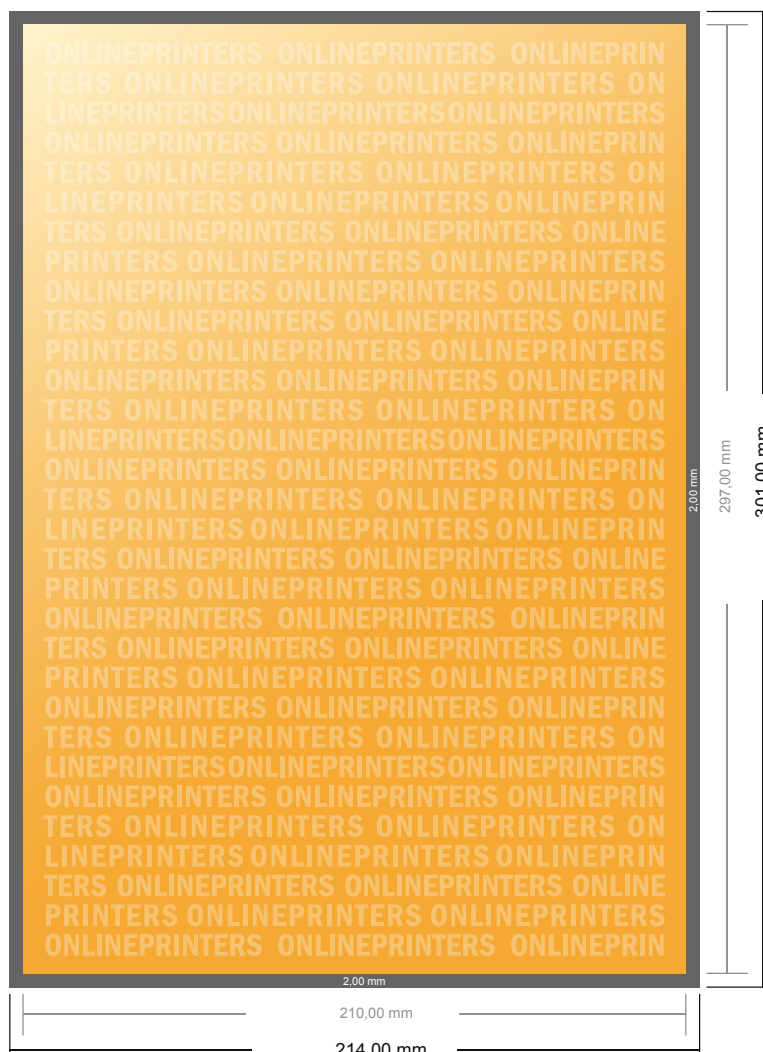 ONLINEPRINTERS ONLINEPRINTERS ONLINEPRIN
TERS ONLINEPRINTERS ONLINEPRINTERS ON
LINEPRINTERSONLINEPRINTERSONLINEPRINTERS
ONLINEPRINTERS ONLINEPRINTERS ONLINEPRIN
TERS ONLINEPRINTERS ONLINEPRINTERS ON
LINEPRINTERS ONLINEPRINTERS ONLINEPRIN
TERS ONLINEPRINTERS ONLINEPRINTERS ONLINE
PRINTERS ONLINEPRINTERS ONLINEPRINTERS
ONLINEPRINTERS ONLINEPRINTERS ONLINEPRIN
TERS ONLINEPRINTERS ONLINEPRINTERS ONLINE
PRINTERS ONLINEPRINTERS ONLINEPRINTERS
ONLINEPRINTERS ONLINEPRINTERS ONLINEPRIN
TERS ONLINEPRINTERS ONLINEPRINTERS ON
LINEPRINTERSONLINEPRINTERSONLINEPRINTERS
ONLINEPRINTERS ONLINEPRINTERS ONLINEPRIN
TERS ONLINEPRINTERS ONLINEPRINTERS ON
LINEPRINTERS ONLINEPRINTERS ONLINEPRIN
TERS ONLINEPRINTERS ONLINEPRINTERS ONLINE
PRINTERS ONLINEPRINTERS ONLINEPRINTERS
ONLINEPRINTERS ONLINEPRINTERS ONLINEPRIN
TERS ONLINEPRINTERS ONLINEPRINTERS ONLINE
PRINTERS ONLINEPRINTERS ONLINEPRINTERS
ONLINEPRINTERS ONLINEPRINTERS ONLINEPRIN
TERS ONLINEPRINTERS ONLINEPRINTERS ON
LINEPRINTERSONLINEPRINTERSONLINEPRINTERS
ONLINEPRINTERS ONLINEPRINTERS ONLINEPRIN
TERS ONLINEPRINTERS ONLINEPRINTERS ON
LINEPRINTERS ONLINEPRINTERS ONLINEPRIN
TERS ONLINEPRINTERS ONLINEPRINTERS ONLINE
PRINTERS ONLINEPRINTERS ONLINEPRINTERS
ONLINEPRINTERS ONLINEPRINTERS ONLINEPRIN
2,00 mm
297,00 mm
301,00 mm
2,00 mm
210,00 mm
214,00 mm